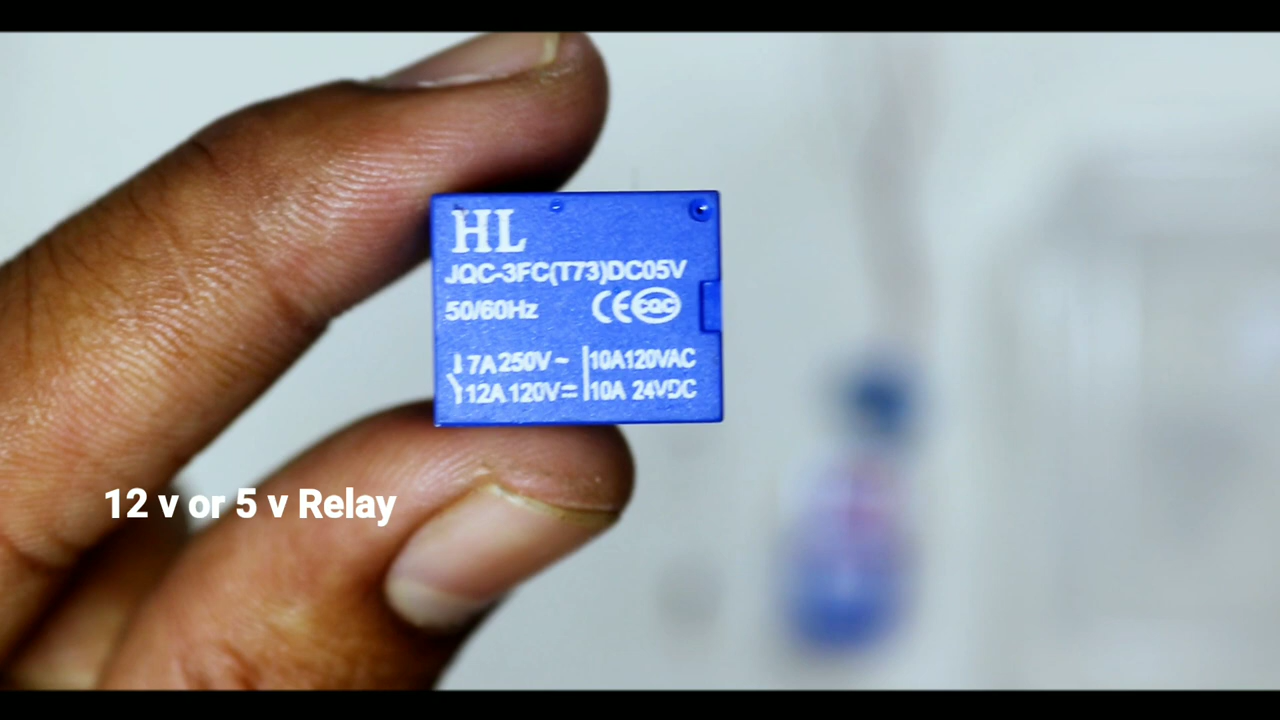 HL
JQC-3FC(T73)DC05V
50/60Hz CE CQC
7A 250V~ 10A120VAC
12A 120V= 10A 24VDC
12 v or 5 v Relay